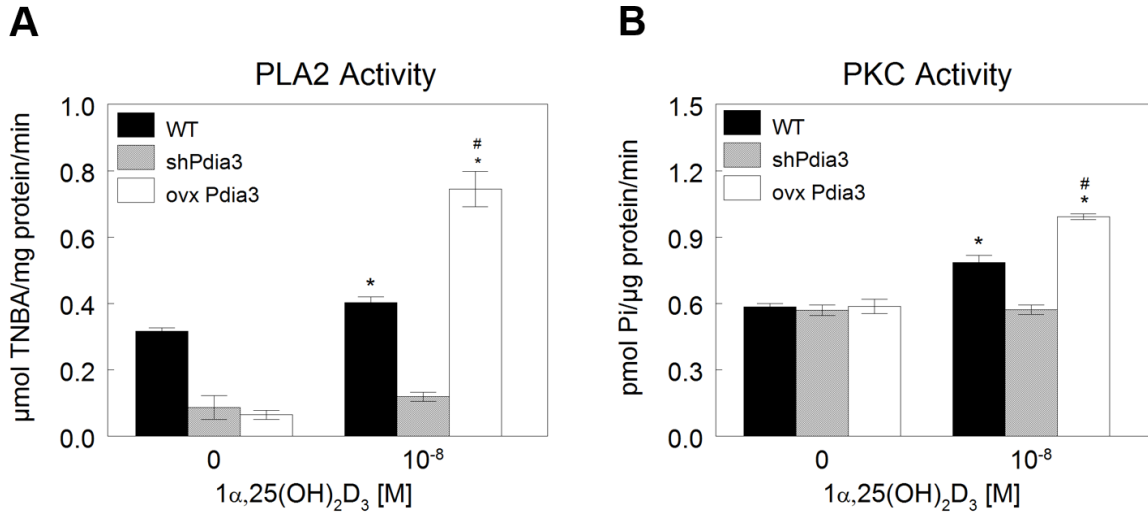 A
PLA2 Activity
μmol TNBA/mg protein/min
1.0
0.8
0.6
0.4
0.2
0.0
WT
shPdia3
ovx Pdia3
*
#
*
0
10⁻⁸
1α,25(OH)₂D₃ [M]
B
PKC Activity
pmol Pi/μg protein/min
1.5
1.2
0.9
0.6
0.3
0.0
WT
shPdia3
ovx Pdia3
*
#
*
0
10⁻⁸
1α,25(OH)₂D₃ [M]